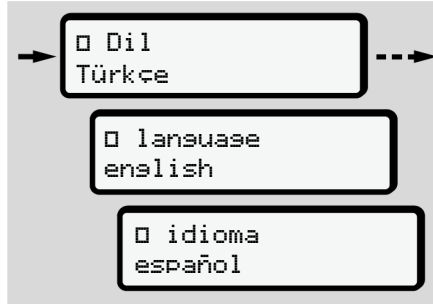 □ Dil
Türkçe
□ language
english
□ idioma
español